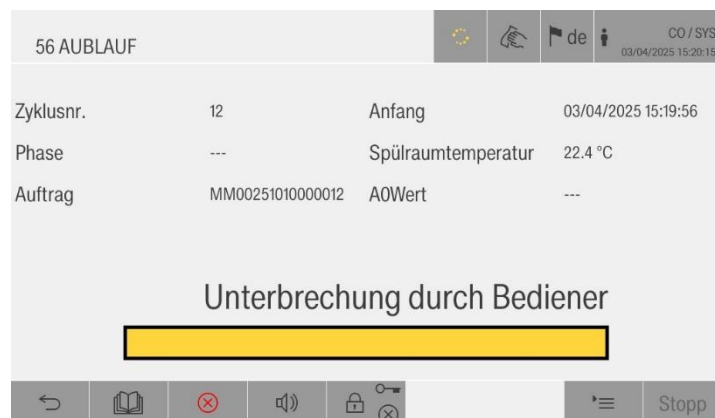 56 AUBLAUF
de
CO / SYS
03/04/2025 15:20:15
Zyklusnr. 12 Anfang 03/04/2025 15:19:56
Phase --- Spülraumtemperatur 22.4 °C
Auftrag MM00251010000012 A0Wert ---
Unterbrechung durch Bediener
Stopp